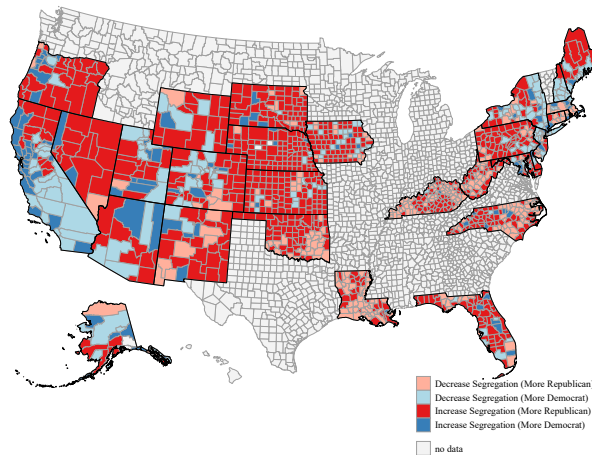 Decrease Segregation (More Republican)
Decrease Segregation (More Democrat)
Increase Segregation (More Republican)
Increase Segregation (More Democrat)
no data